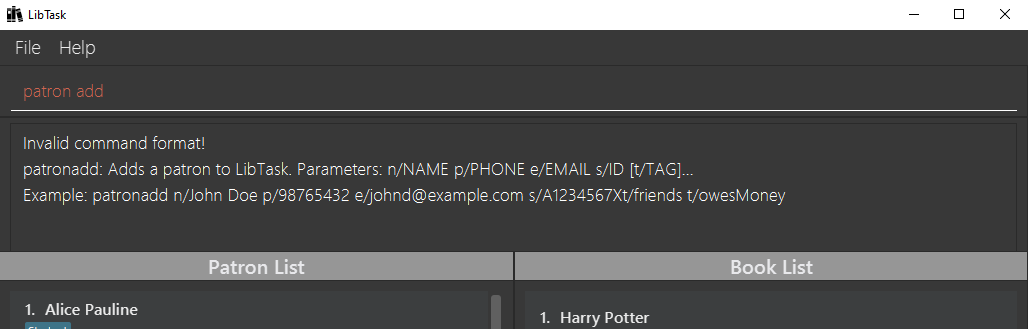 LibTask
File Help
patron add
Invalid command format!
patronadd: Adds a patron to LibTask. Parameters: n/NAME p/PHONE e/EMAIL s/ID [t/TAG]...
Example: patronadd n/John Doe p/98765432 e/johnd@example.com s/A1234567Xt/friends t/owesMoney
Patron List
Book List
1. Alice Pauline
1. Harry Potter